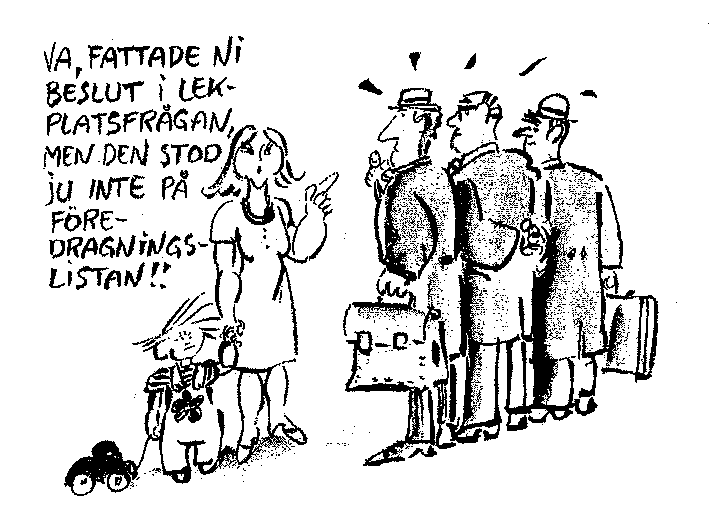 VA, FATTADE NI
BESLUT I LEK-
PLATSFRÅGAN,
MEN DEN STOD
JU INTE PÅ
FÖRE-
DRAGNINGS-
LISTAN!!